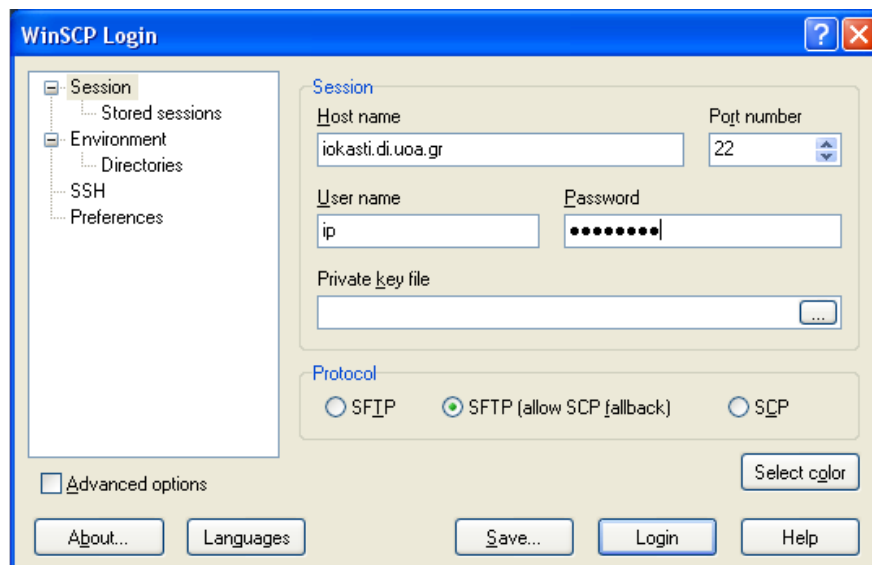 WinSCP Login
Session
Stored sessions
Environment
Directories
SSH
Preferences
Session
Host name
Port number
iokasti.di.uoa.gr
22
User name
Password
ip
●●●●●●●●
Private key file
...
Protocol
SFTP
SFTP (allow SCP fallback)
SCP
Advanced options
Select color
About...
Languages
Save...
Login
Help